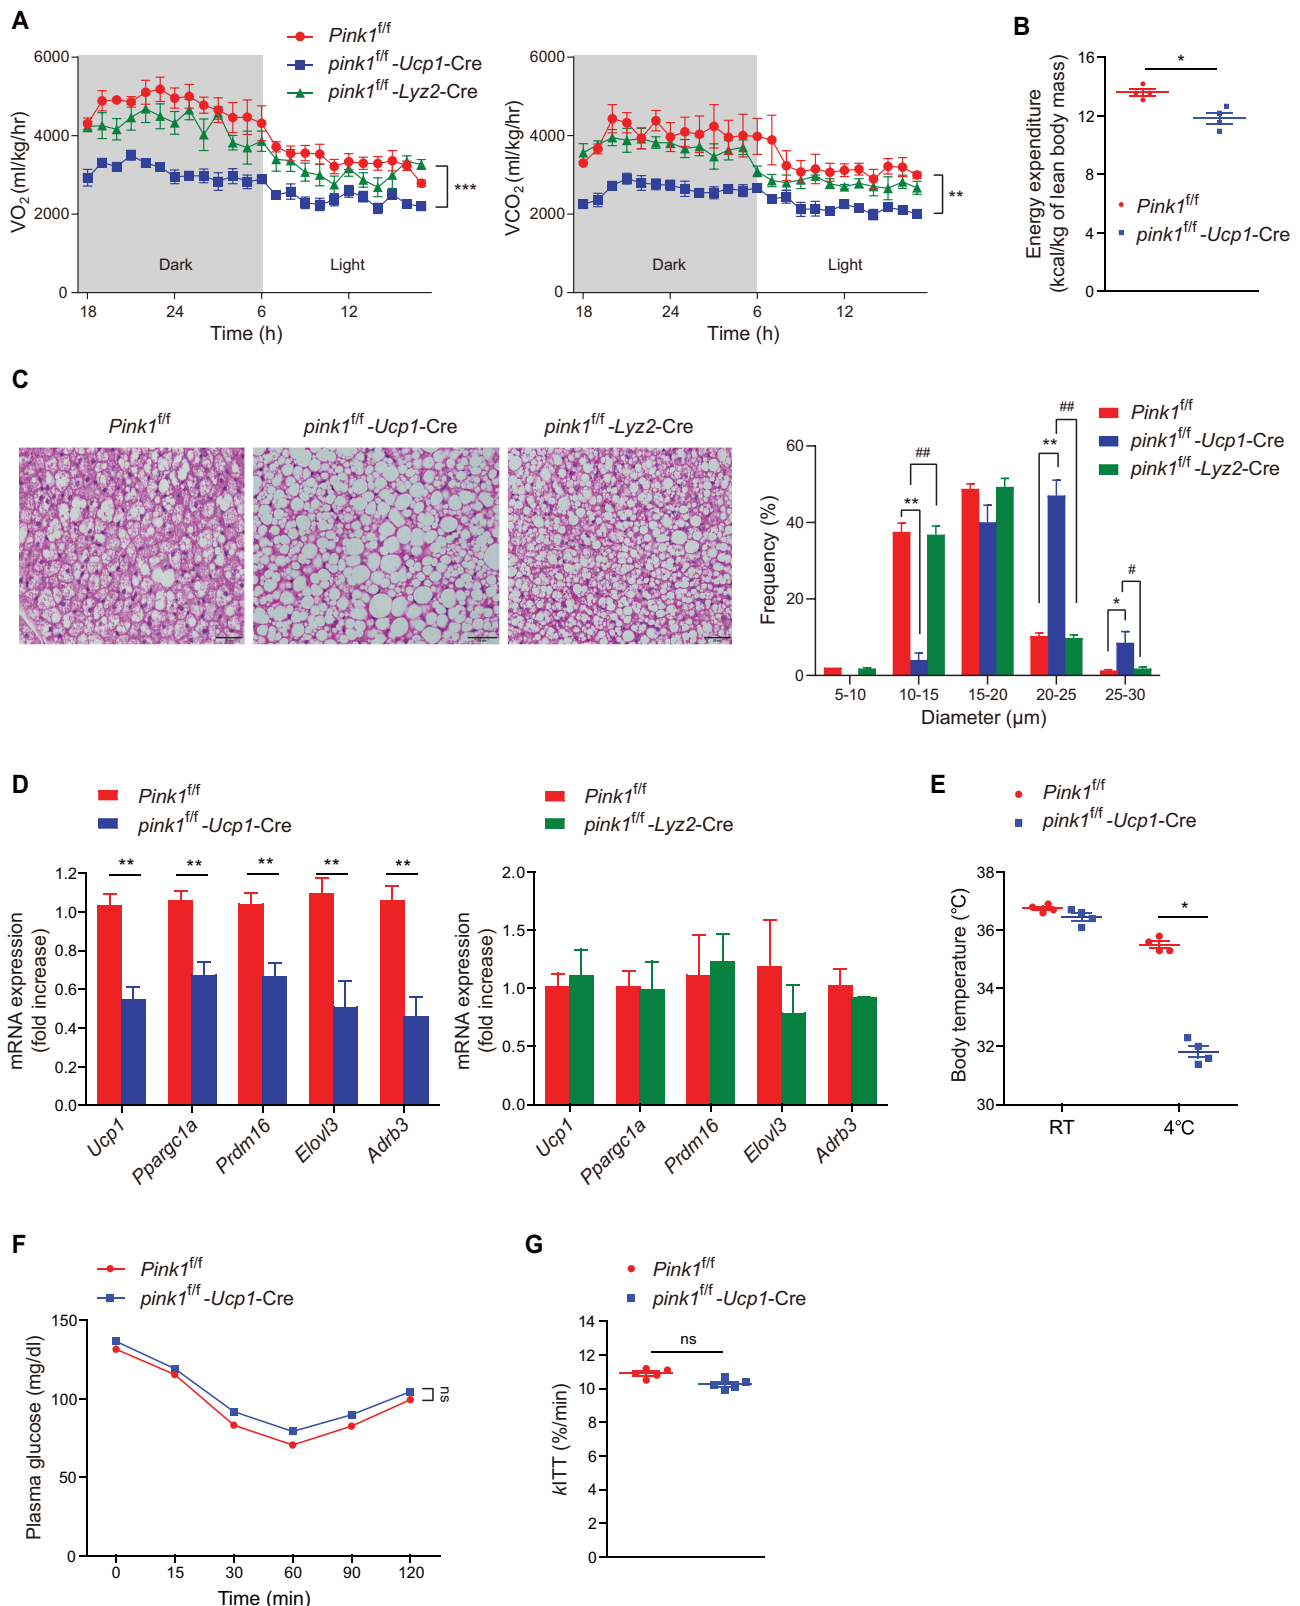 A
Pink1f/f
pink1f/f -Ucp1-Cre
pink1f/f -Lyz2-Cre
6000
4000
2000
0
VO2 (ml/kg/hr)
Dark
Light
18
24
6
12
Time (h)
***
6000
4000
2000
0
VCO2 (ml/kg/hr)
Dark
Light
18
24
6
12
Time (h)
**
B
16
12
8
4
0
Energy expenditure
(kcal/kg of lean body mass)
*
Pink1f/f
pink1f/f -Ucp1-Cre
C
Pink1f/f
pink1f/f -Ucp1-Cre
pink1f/f -Lyz2-Cre
Pink1f/f
pink1f/f -Ucp1-Cre
pink1f/f -Lyz2-Cre
60
40
20
0
Frequency (%)
##
**
##
**
#
*
5-10
10-15
15-20
20-25
25-30
Diameter (µm)
D
Pink1f/f
pink1f/f -Ucp1-Cre
1.2
1.0
0.8
0.6
0.4
0.2
0.0
mRNA expression
(fold increase)
** ** ** ** **
Ucp1
Ppargc1a
Prdm16
Elovl3
Adrb3
Pink1f/f
pink1f/f -Lyz2-Cre
2.0
1.5
1.0
0.5
0.0
mRNA expression
(fold increase)
Ucp1
Ppargc1a
Prdm16
Elovl3
Adrb3
E
Pink1f/f
pink1f/f -Ucp1-Cre
38
36
34
32
30
Body temperature (°C)
*
RT
4°C
F
Pink1f/f
pink1f/f -Ucp1-Cre
150
100
50
0
Plasma glucose (mg/dl)
ns
0
15
30
60
90
120
Time (min)
G
Pink1f/f
pink1f/f -Ucp1-Cre
14
12
10
8
6
4
2
0
kITT (%/min)
ns